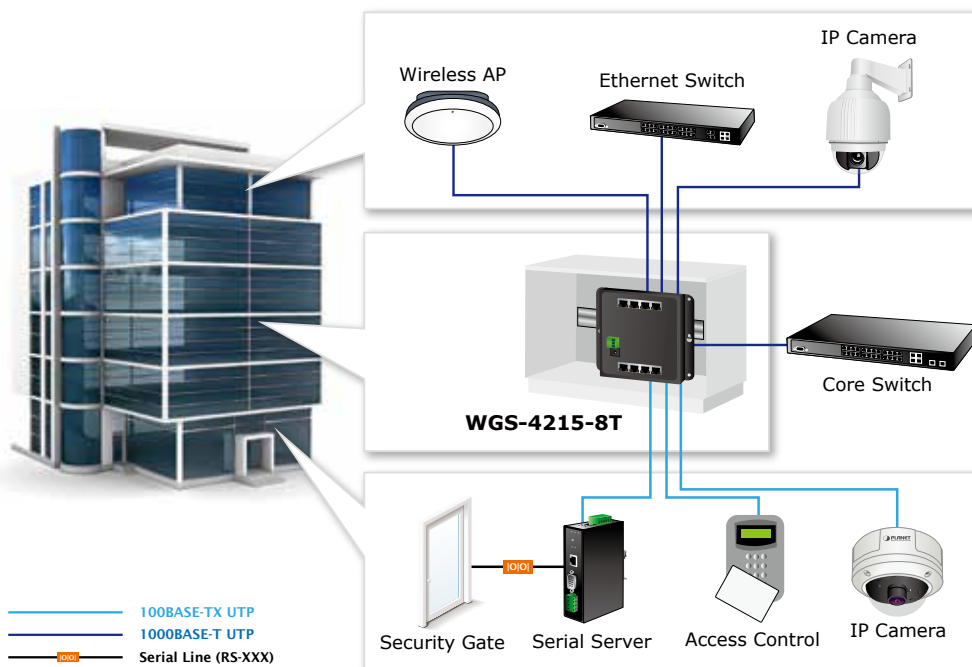 IP Camera
Wireless AP
Ethernet Switch
Core Switch
WGS-4215-8T
PLANET
100BASE-TX UTP
1000BASE-T UTP
Serial Line (RS-XXX)
|O|O|
|O|O|
Security Gate
Serial Server
Access Control
IP Camera